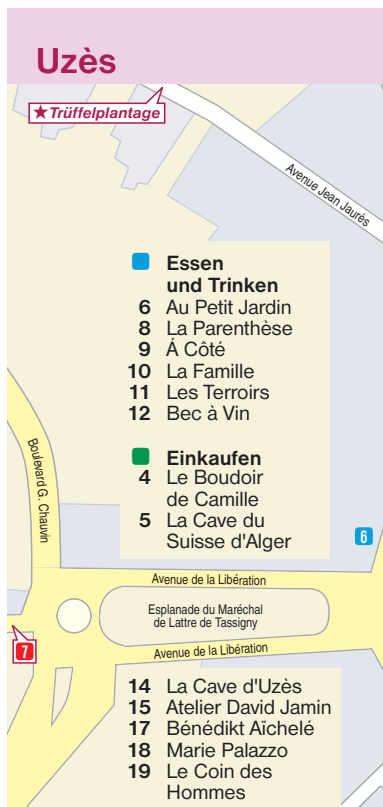 Uzès
★Trüffelplantage
Avenue Jean Jaurès
Essen
und Trinken
6 Au Petit Jardin
8 La Parenthèse
9 Á Côté
10 La Famille
11 Les Terroirs
12 Bec à Vin
Einkaufen
4 Le Boudoir
de Camille
5 La Cave du
Suisse d'Alger
Boulevard G. Chauvin
6
Avenue de la Libération
Esplanade du Maréchal
de Lattre de Tassigny
Avenue de la Libération
7
14 La Cave d'Uzès
15 Atelier David Jamin
17 Bénédikt Aïchelé
18 Marie Palazzo
19 Le Coin des
Hommes